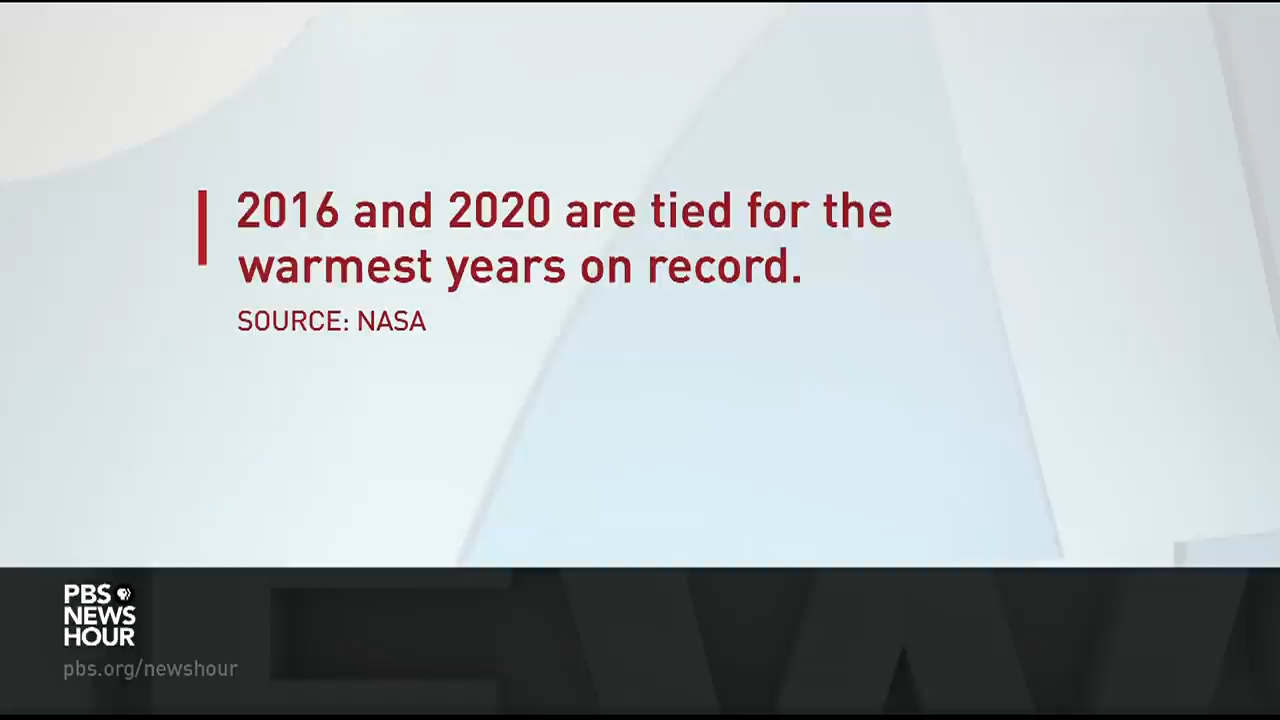 2016 and 2020 are tied for the
warmest years on record.
SOURCE: NASA
PBS
NEWS
HOUR
pbs.org/newshour